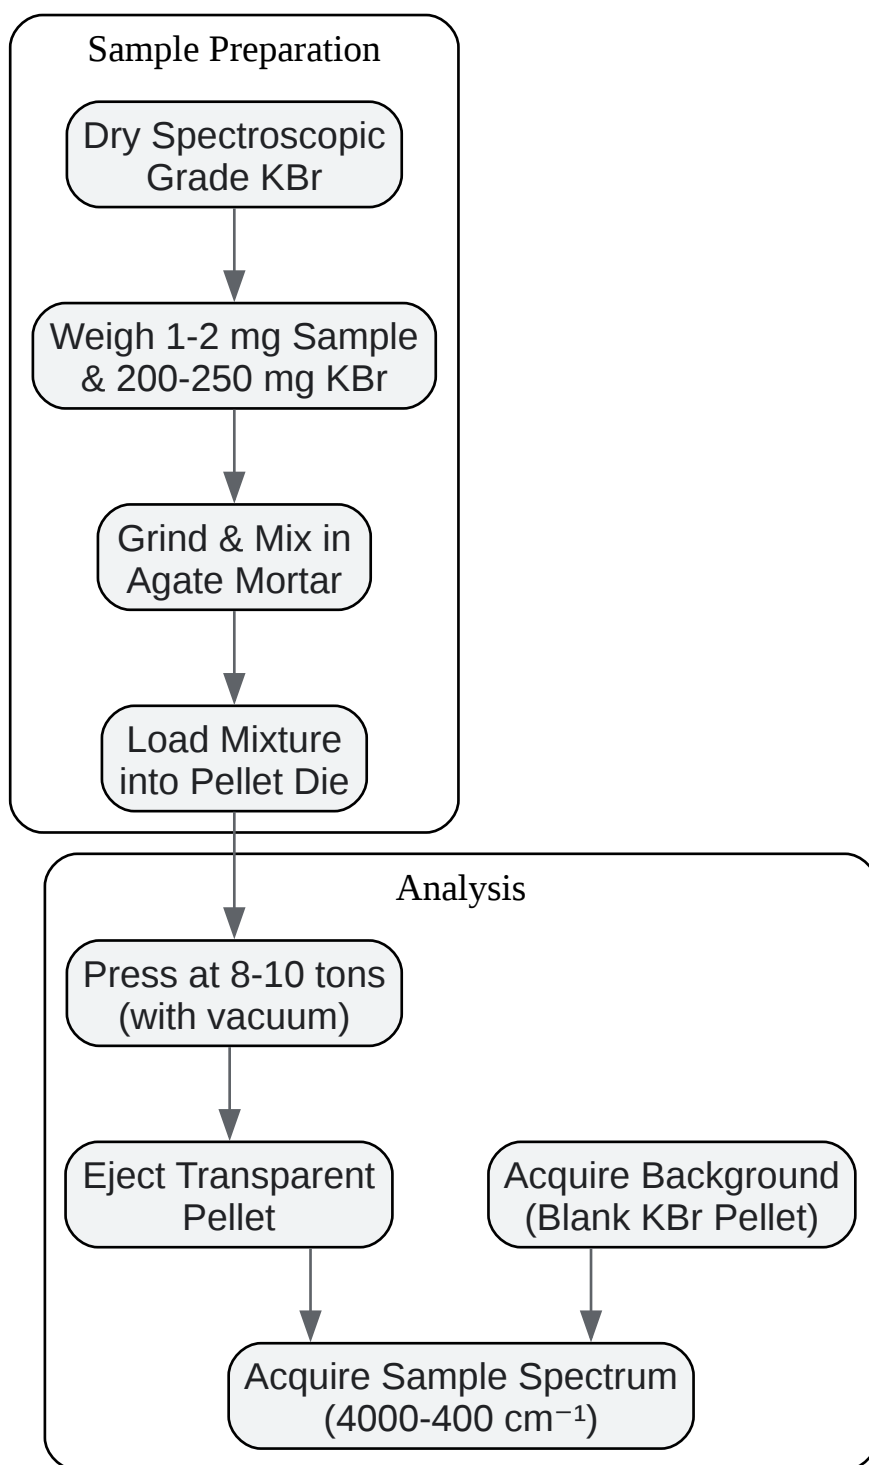 Sample Preparation
Dry Spectroscopic
Grade KBr
Weigh 1-2 mg Sample
& 200-250 mg KBr
Grind & Mix in
Agate Mortar
Load Mixture
into Pellet Die
Analysis
Press at 8-10 tons
(with vacuum)
Eject Transparent
Pellet
Acquire Background
(Blank KBr Pellet)
Acquire Sample Spectrum
(4000-400 cm⁻¹)